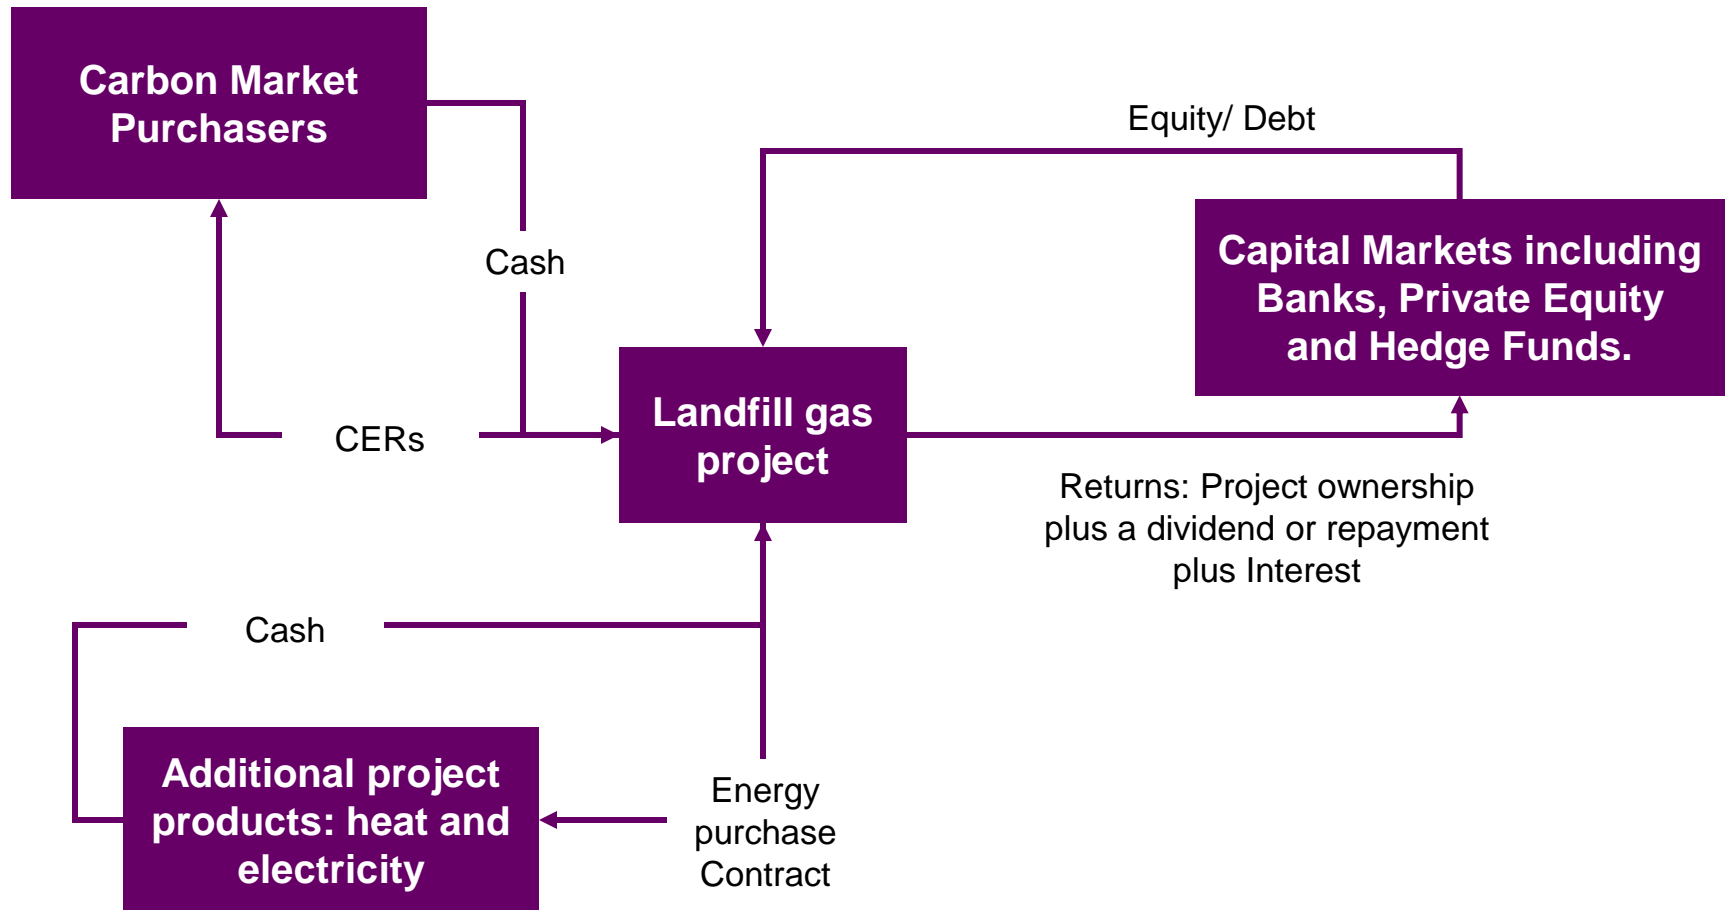 Carbon Market
Purchasers
Equity/ Debt
Cash
Capital Markets including
Banks, Private Equity
and Hedge Funds.
CERs
Landfill gas
project
Returns: Project ownership
plus a dividend or repayment
plus Interest
Cash
Additional project
products: heat and
electricity
Energy
purchase
Contract